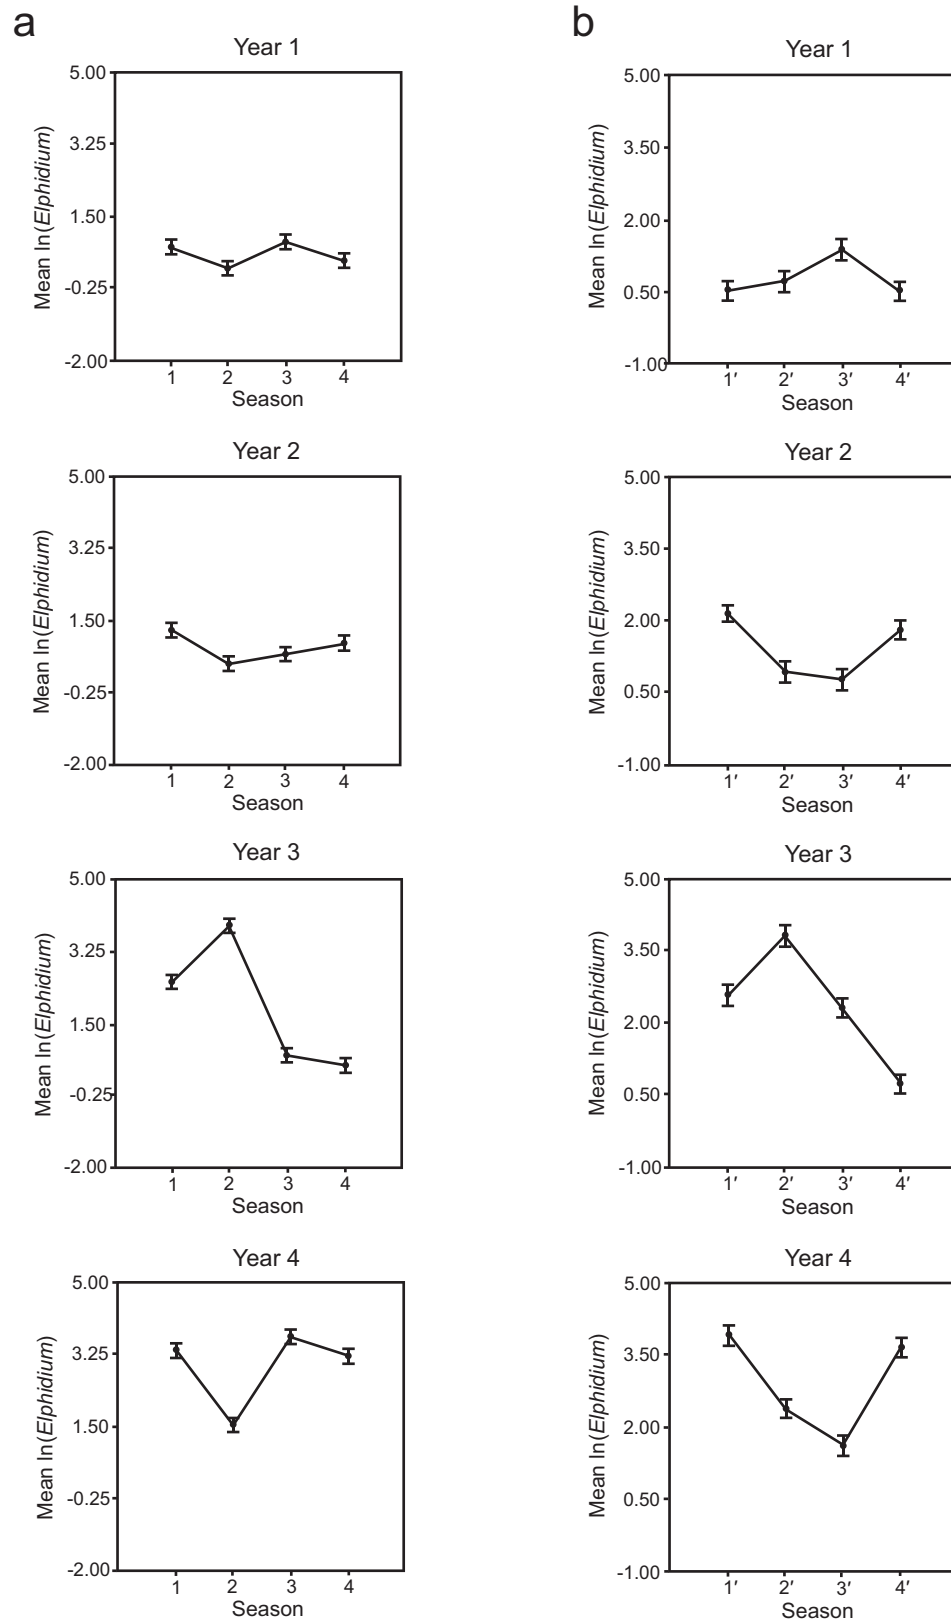 a
Year 1
5.00
3.25
1.50
-0.25
-2.00
Mean ln(Elphidium)
1 2 3 4
Season
Year 2
5.00
3.25
1.50
-0.25
-2.00
Mean ln(Elphidium)
1 2 3 4
Season
Year 3
5.00
3.25
1.50
-0.25
-2.00
Mean ln(Elphidium)
1 2 3 4
Season
Year 4
5.00
3.25
1.50
-0.25
-2.00
Mean ln(Elphidium)
1 2 3 4
Season
b
Year 1
5.00
3.50
2.00
0.50
-1.00
Mean ln(Elphidium)
1′ 2′ 3′ 4′
Season
Year 2
5.00
3.50
2.00
0.50
-1.00
Mean ln(Elphidium)
1′ 2′ 3′ 4′
Season
Year 3
5.00
3.50
2.00
0.50
-1.00
Mean ln(Elphidium)
1′ 2′ 3′ 4′
Season
Year 4
5.00
3.50
2.00
0.50
-1.00
Mean ln(Elphidium)
1′ 2′ 3′ 4′
Season